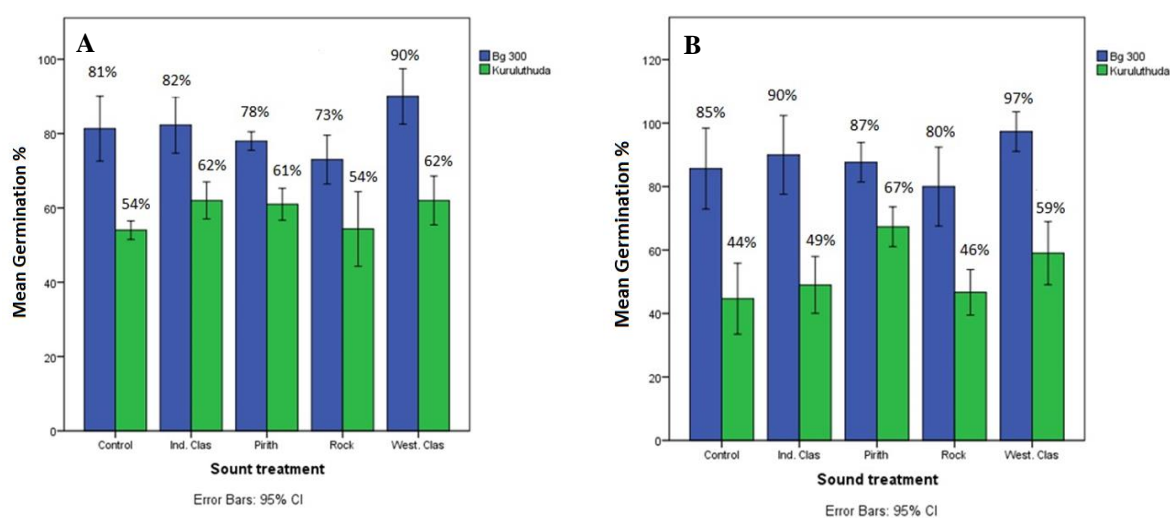 A
Bg 300
Kuruluthuda
Mean Germination %
100
80
60
40
20
0
81%
54%
82%
62%
78%
61%
73%
54%
90%
62%
Control
Ind. Clas
Pirith
Rock
West. Clas
Sount treatment
Error Bars: 95% CI
B
Bg 300
Kuruluthuda
Mean Germination %
120
100
80
60
40
20
0
85%
44%
90%
49%
87%
67%
80%
46%
97%
59%
Control
Ind. Clas
Pirith
Rock
West. Clas
Sound treatment
Error Bars: 95% CI